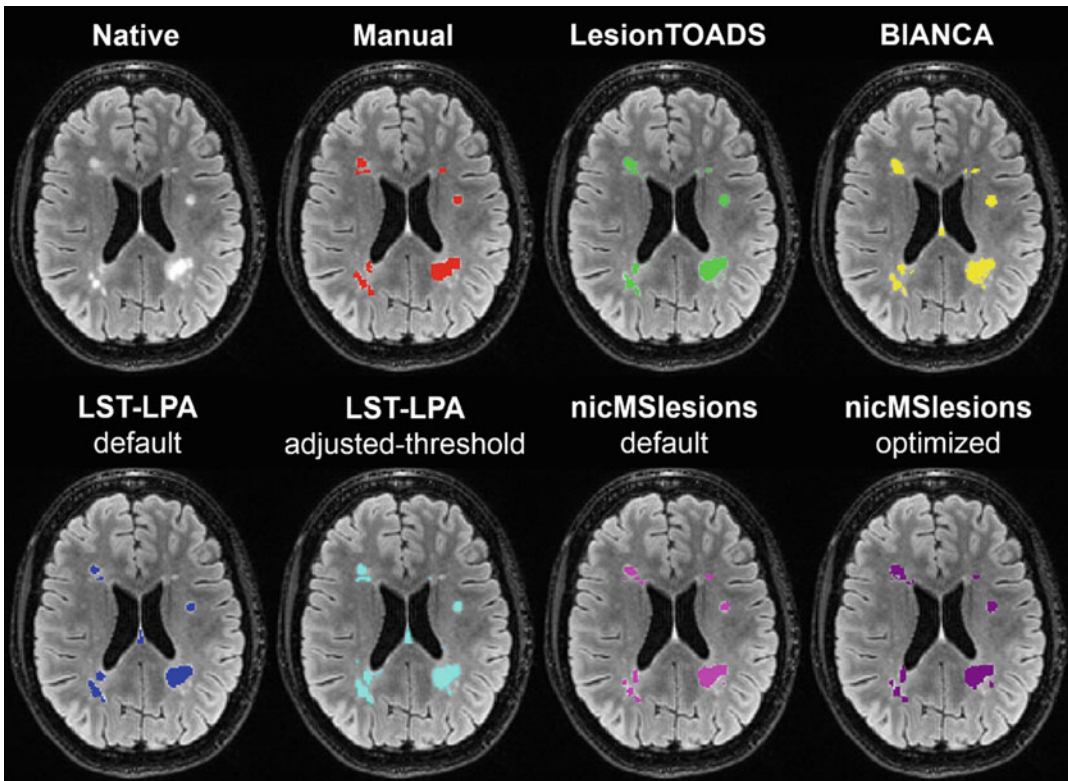 Native
Manual
LesionTOADS
BIANCA
LST-LPA
default
LST-LPA
adjusted-threshold
nicMSlesions
default
nicMSlesions
optimized